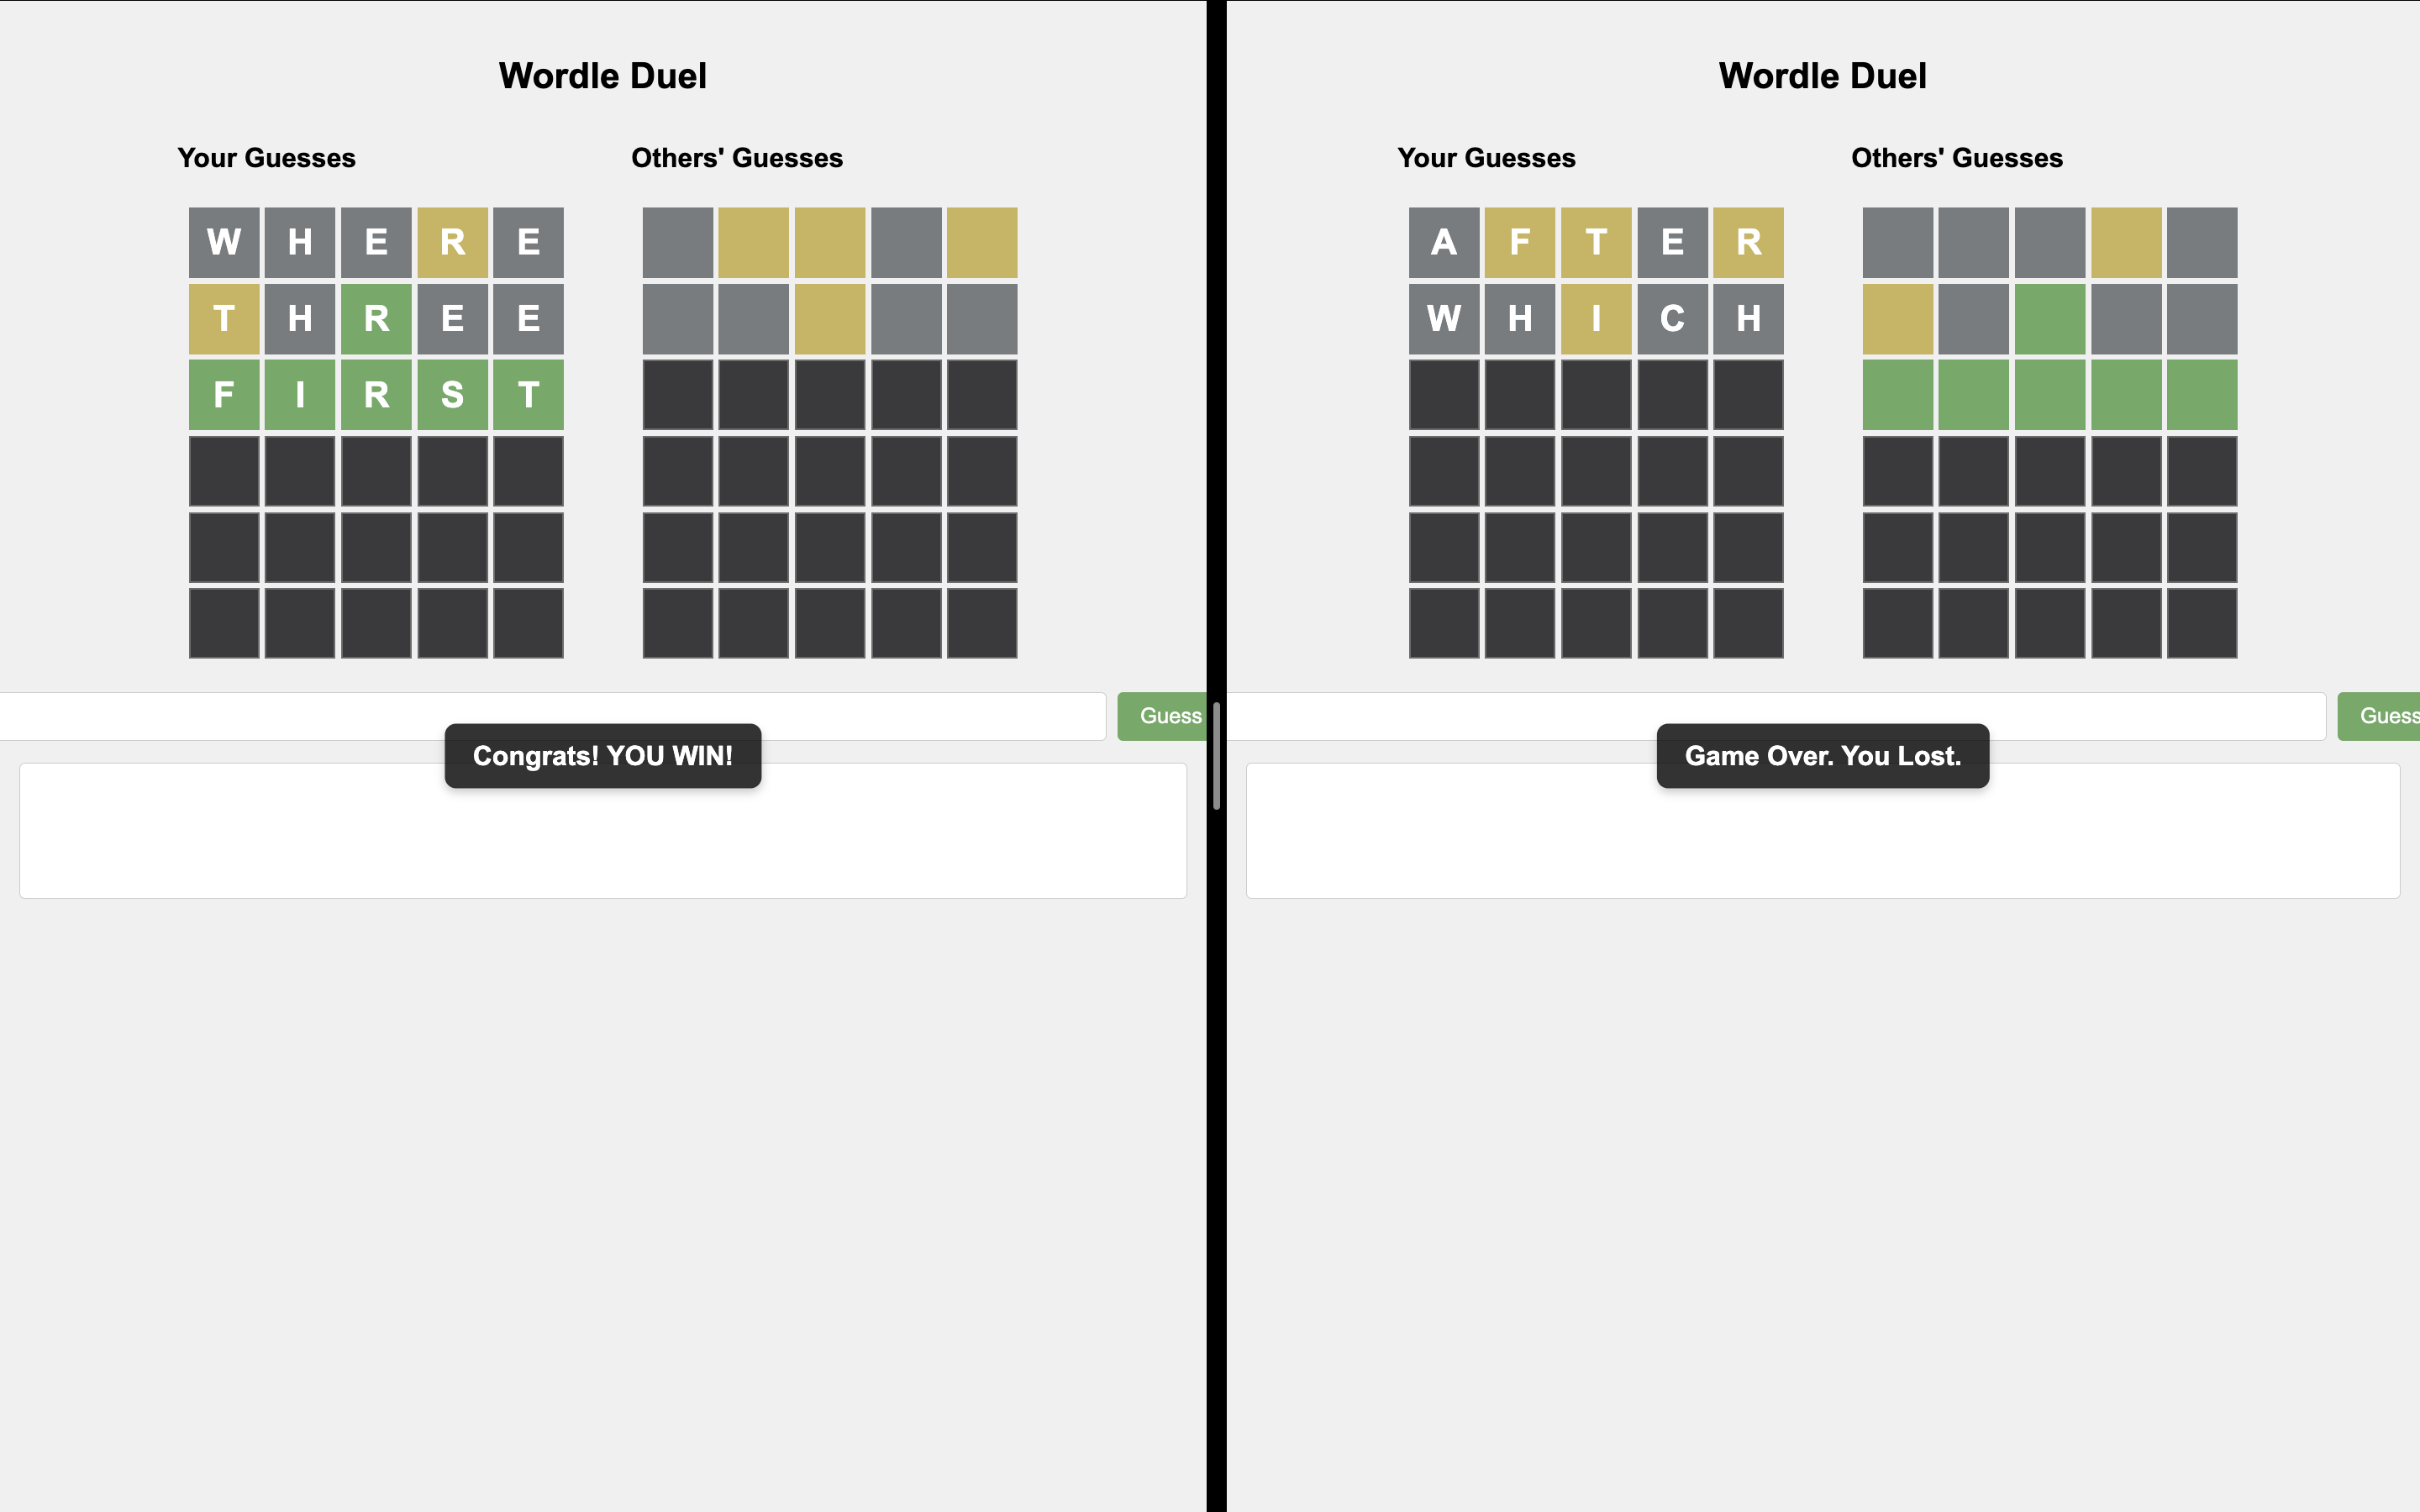 Wordle Duel
Your Guesses
Others' Guesses
W H E R E
T H R E E
F I R S T
Guess
Congrats! YOU WIN!
Wordle Duel
Your Guesses
Others' Guesses
A F T E R
W H I C H
Guess
Game Over. You Lost.